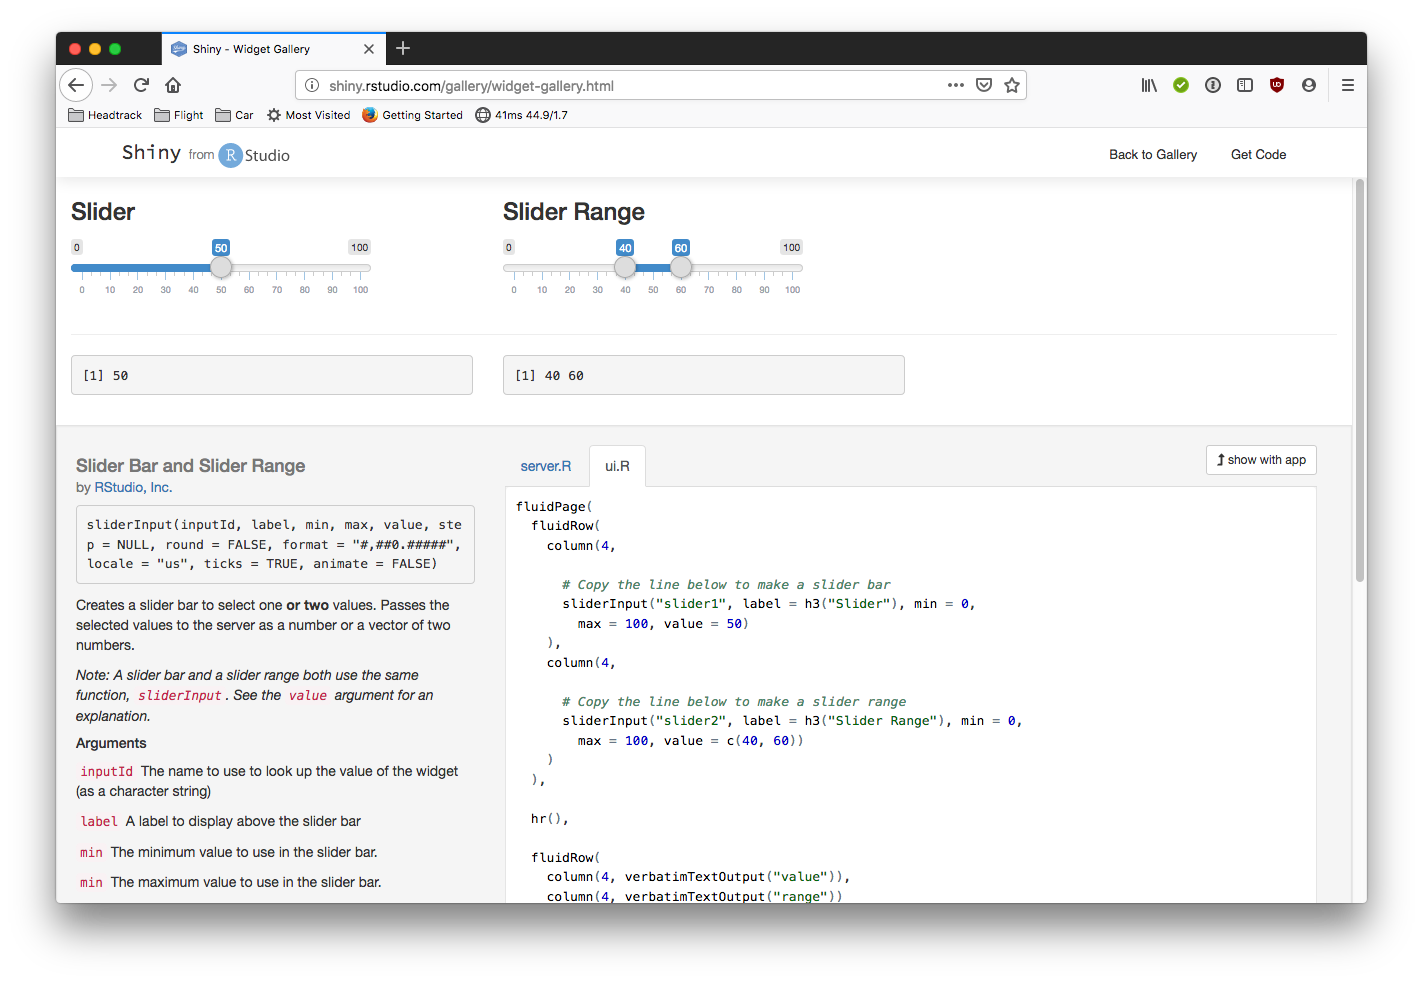 Shiny - Widget Gallery
shiny.rstudio.com/gallery/widget-gallery.html
Headtrack Flight Car Most Visited Getting Started 41ms 44.9/1.7
Shiny from R Studio
Back to Gallery Get Code
Slider
0 50 100
0 10 20 30 40 50 60 70 80 90 100
Slider Range
0 40 60 100
0 10 20 30 40 50 60 70 80 90 100
[1] 50
[1] 40 60
Slider Bar and Slider Range
by RStudio, Inc.
sliderInput(inputId, label, min, max, value, ste
p = NULL, round = FALSE, format = "#,##0.#####",
locale = "us", ticks = TRUE, animate = FALSE)
Creates a slider bar to select one or two values. Passes the
selected values to the server as a number or a vector of two
numbers.
Note: A slider bar and a slider range both use the same
function, sliderInput . See the value argument for an
explanation.
Arguments
inputId The name to use to look up the value of the widget
(as a character string)
label A label to display above the slider bar
min The minimum value to use in the slider bar.
min The maximum value to use in the slider bar.
server.R ui.R
show with app
fluidPage(
fluidRow(
column(4,
# Copy the line below to make a slider bar
sliderInput("slider1", label = h3("Slider"), min = 0,
max = 100, value = 50)
),
column(4,
# Copy the line below to make a slider range
sliderInput("slider2", label = h3("Slider Range"), min = 0,
max = 100, value = c(40, 60))
)
),
hr(),
fluidRow(
column(4, verbatimTextOutput("value")),
column(4, verbatimTextOutput("range"))